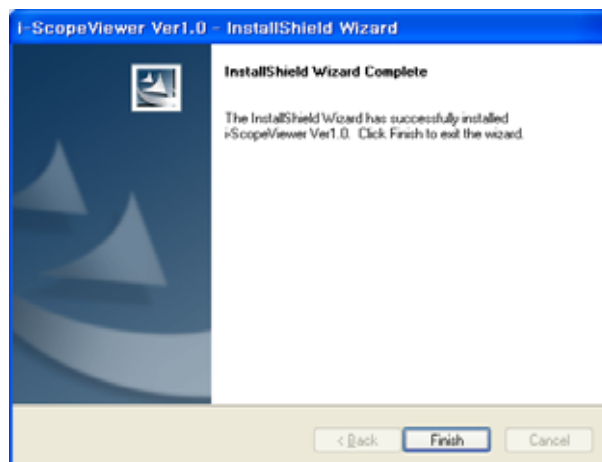 i-ScopeViewer Ver1.0 - InstallShield Wizard
InstallShield Wizard Complete
The InstallShield Wizard has successfully installed
i-ScopeViewer Ver1.0. Click Finish to exit the wizard.
< Back
Finish
Cancel